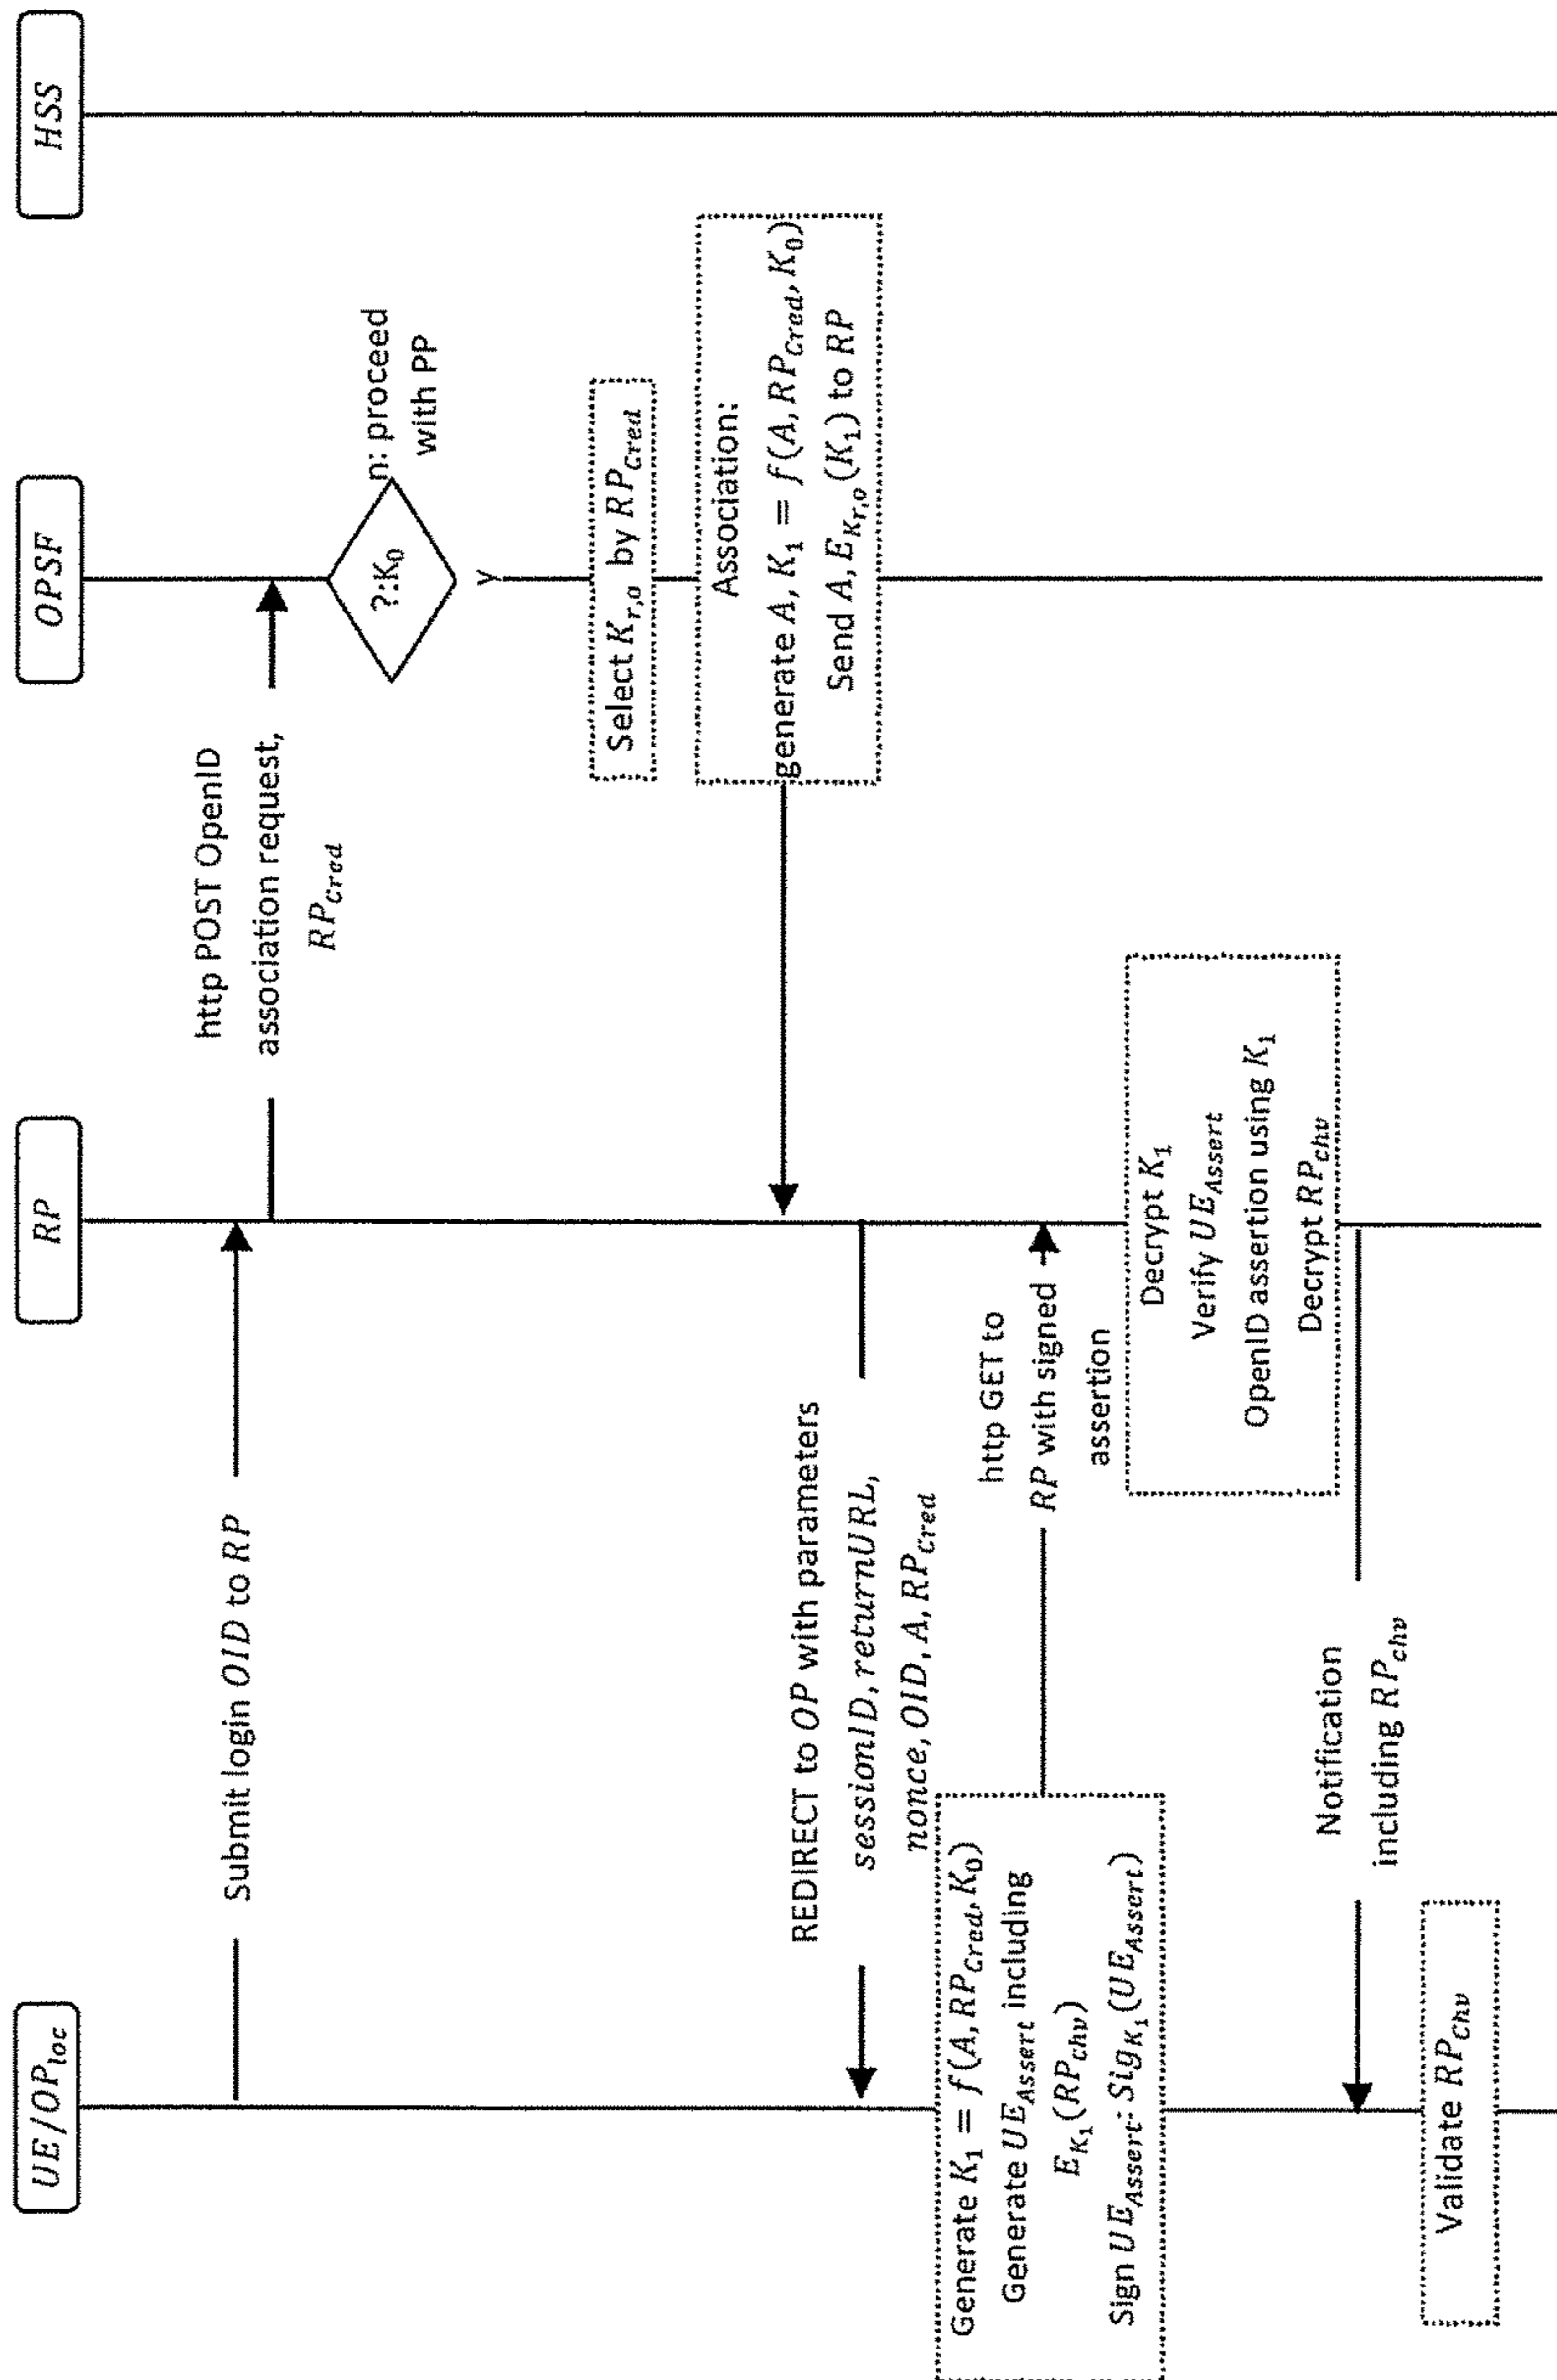 UE/OP_loc
RP
OPSF
HSS
Submit login OID to RP
http POST OpenID
association request,
RP_Cred
?:K_0
n: proceed
with PP
Y
Select K_r,o by RP_Cred
Association:
generate A, K_1 = f(A, RP_Cred, K_0)
Send A, E_K_r,o(K_1) to RP
REDIRECT to OP with parameters
sessionID, returnURL,
nonce, OID, A, RP_Cred
Generate K_1 = f(A, RP_Cred, K_0)
Generate UE_Assert including
E_K_1(RP_Chv)
Sign UE_Assert: Sig_K_1(UE_Assert)
http GET to
RP with signed
assertion
Decrypt K_1
Verify UE_Assert
OpenID assertion using K_1
Decrypt RP_Chv
Notification
including RP_chv
Validate RP_Chv